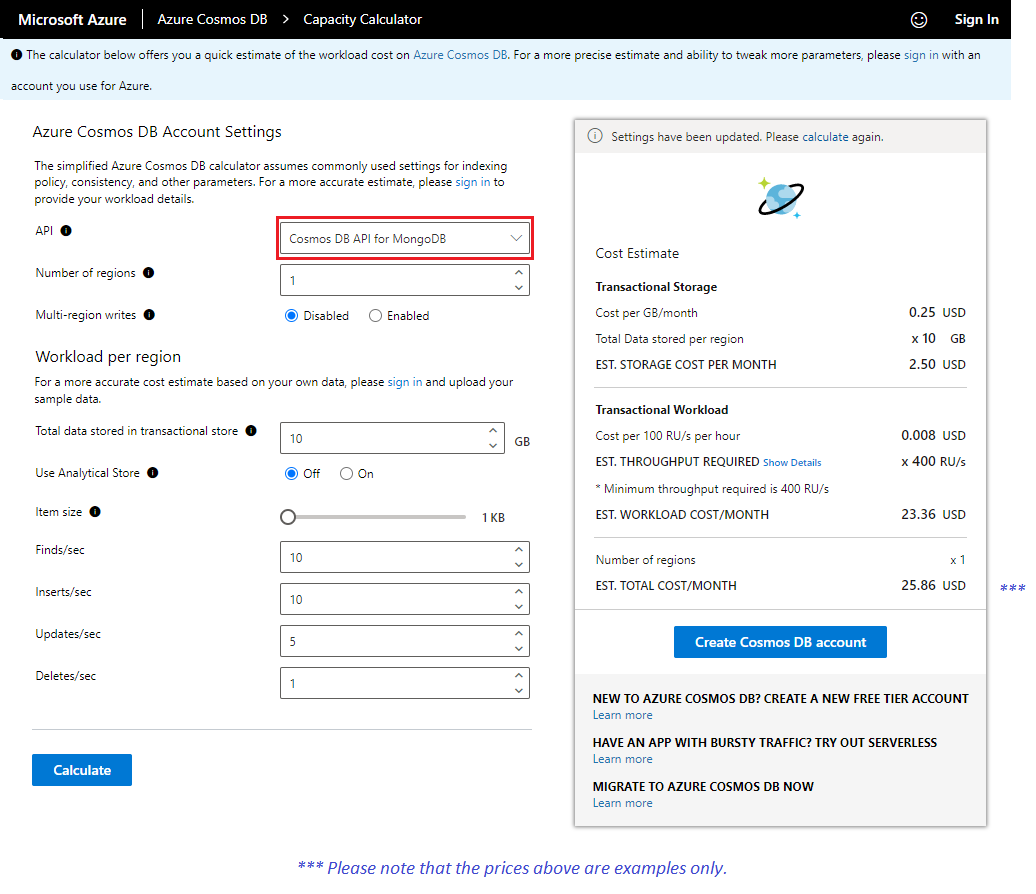 Microsoft Azure Azure Cosmos DB > Capacity Calculator Sign In
The calculator below offers you a quick estimate of the workload cost on Azure Cosmos DB. For a more precise estimate and ability to tweak more parameters, please sign in with an
account you use for Azure.
Azure Cosmos DB Account Settings
The simplified Azure Cosmos DB calculator assumes commonly used settings for indexing
policy, consistency, and other parameters. For a more accurate estimate, please sign in to
provide your workload details.
API Cosmos DB API for MongoDB
Number of regions 1
Multi-region writes Disabled Enabled
Workload per region
For a more accurate cost estimate based on your own data, please sign in and upload your
sample data.
Total data stored in transactional store 10 GB
Use Analytical Store Off On
Item size 1 KB
Finds/sec 10
Inserts/sec 10
Updates/sec 5
Deletes/sec 1
Calculate
Settings have been updated. Please calculate again.
Cost Estimate
Transactional Storage
Cost per GB/month 0.25 USD
Total Data stored per region x 10 GB
EST. STORAGE COST PER MONTH 2.50 USD
Transactional Workload
Cost per 100 RU/s per hour 0.008 USD
EST. THROUGHPUT REQUIRED Show Details x 400 RU/s
* Minimum throughput required is 400 RU/s
EST. WORKLOAD COST/MONTH 23.36 USD
Number of regions x 1
EST. TOTAL COST/MONTH 25.86 USD ***
Create Cosmos DB account
NEW TO AZURE COSMOS DB? CREATE A NEW FREE TIER ACCOUNT
Learn more
HAVE AN APP WITH BURSTY TRAFFIC? TRY OUT SERVERLESS
Learn more
MIGRATE TO AZURE COSMOS DB NOW
Learn more
*** Please note that the prices above are examples only.